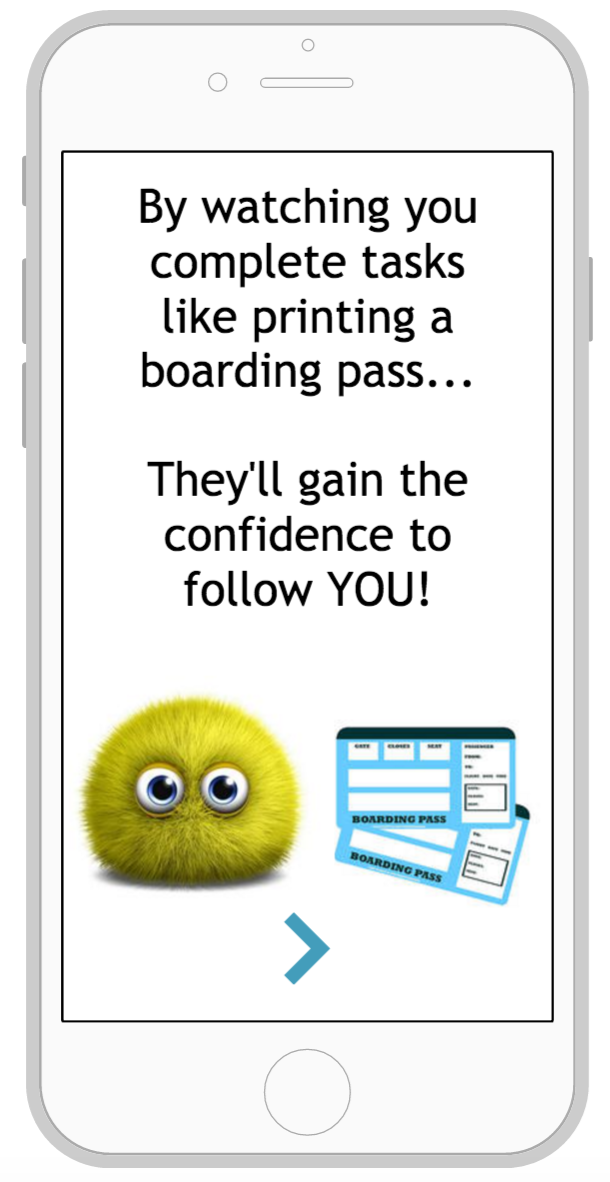 By watching you
complete tasks
like printing a
boarding pass...
They'll gain the
confidence to
follow YOU!
GATE CLOSES SEAT PASSENGER
FROM:
TO:
BOARDING PASS
TO:
BOARDING PASS